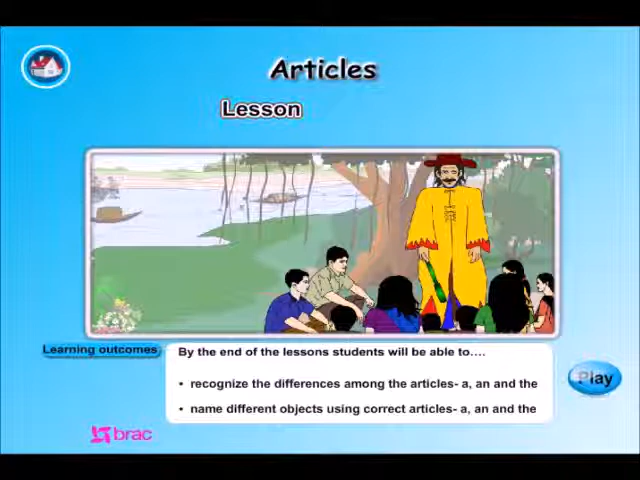 Articles
Lesson
Learning outcomes
By the end of the lessons students will be able to....
• recognize the differences among the articles- a, an and the
• name different objects using correct articles- a, an and the
Play
brac